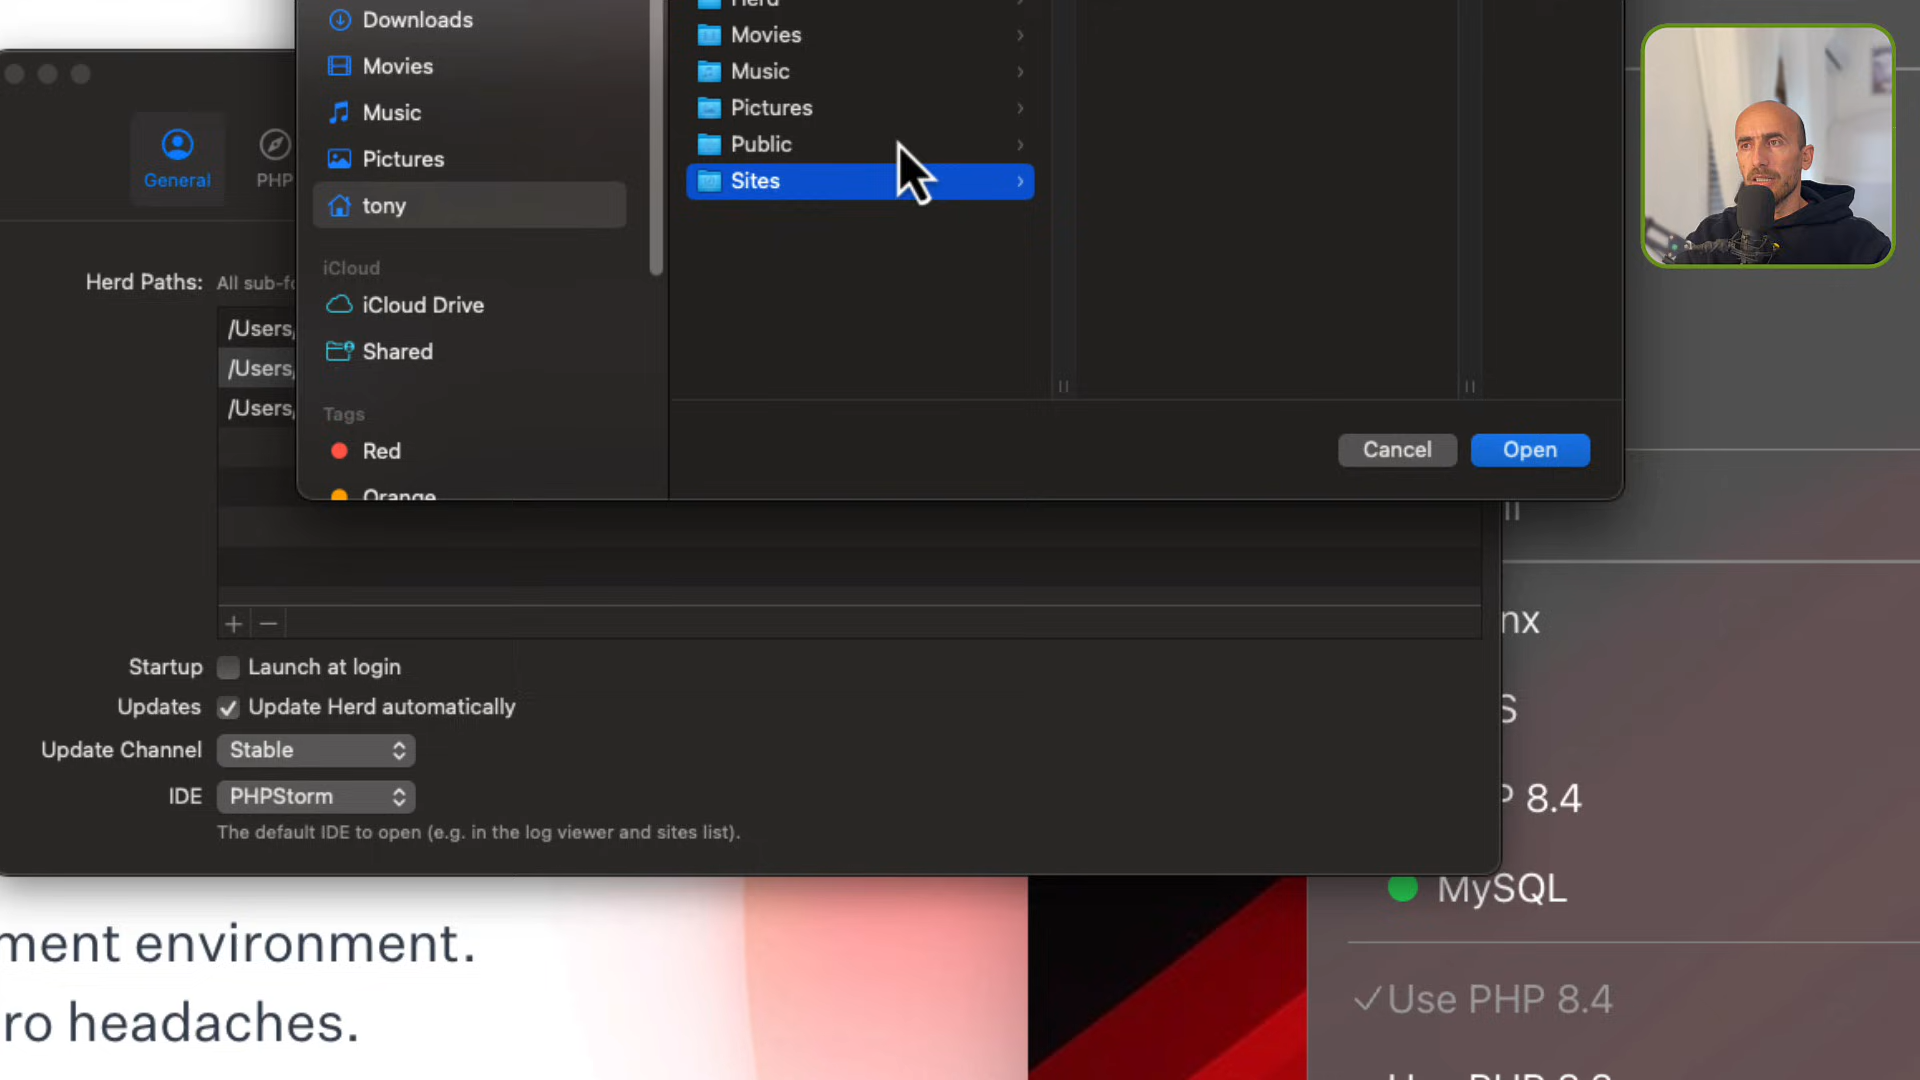 Downloads
Movies
Music
Pictures
tony
iCloud
iCloud Drive
Shared
Tags
Red
Orange
Herd
Movies
Music
Pictures
Public
Sites
Cancel
Open
General
PHP
Herd Paths:
All sub-fo
/Users/
/Users/
/Users/
+ −
Startup Launch at login
Updates Update Herd automatically
Update Channel Stable
IDE PHPStorm
The default IDE to open (e.g. in the log viewer and sites list).
nx
S
P 8.4
MySQL
Use PHP 8.4
ment environment.
ro headaches.